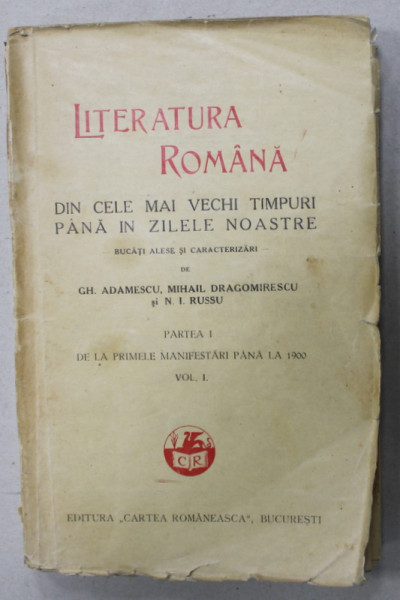 LITERATURA
ROMÂNĂ
DIN CELE MAI VECHI TIMPURI
PÂNĂ IN ZILELE NOASTRE
BUCĂȚI ALESE ȘI CARACTERIZĂRI
DE
GH. ADAMESCU, MIHAIL DRAGOMIRESCU
și N. I. RUSSU
PARTEA I
DE LA PRIMELE MANIFESTĂRI PÂNĂ LA 1900
VOL. I.
C R
EDITURA „CARTEA ROMÂNEASCA", BUCUREȘTI